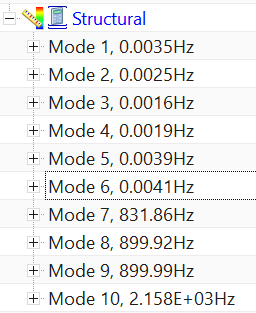 Structural
Mode 1, 0.0035Hz
Mode 2, 0.0025Hz
Mode 3, 0.0016Hz
Mode 4, 0.0019Hz
Mode 5, 0.0039Hz
Mode 6, 0.0041Hz
Mode 7, 831.86Hz
Mode 8, 899.92Hz
Mode 9, 899.99Hz
Mode 10, 2.158E+03Hz